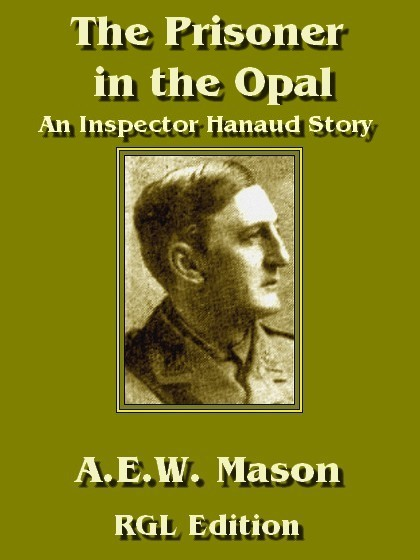 The Prisoner
in the Opal
An Inspector Hanaud Story
A.E.W. Mason
RGL Edition